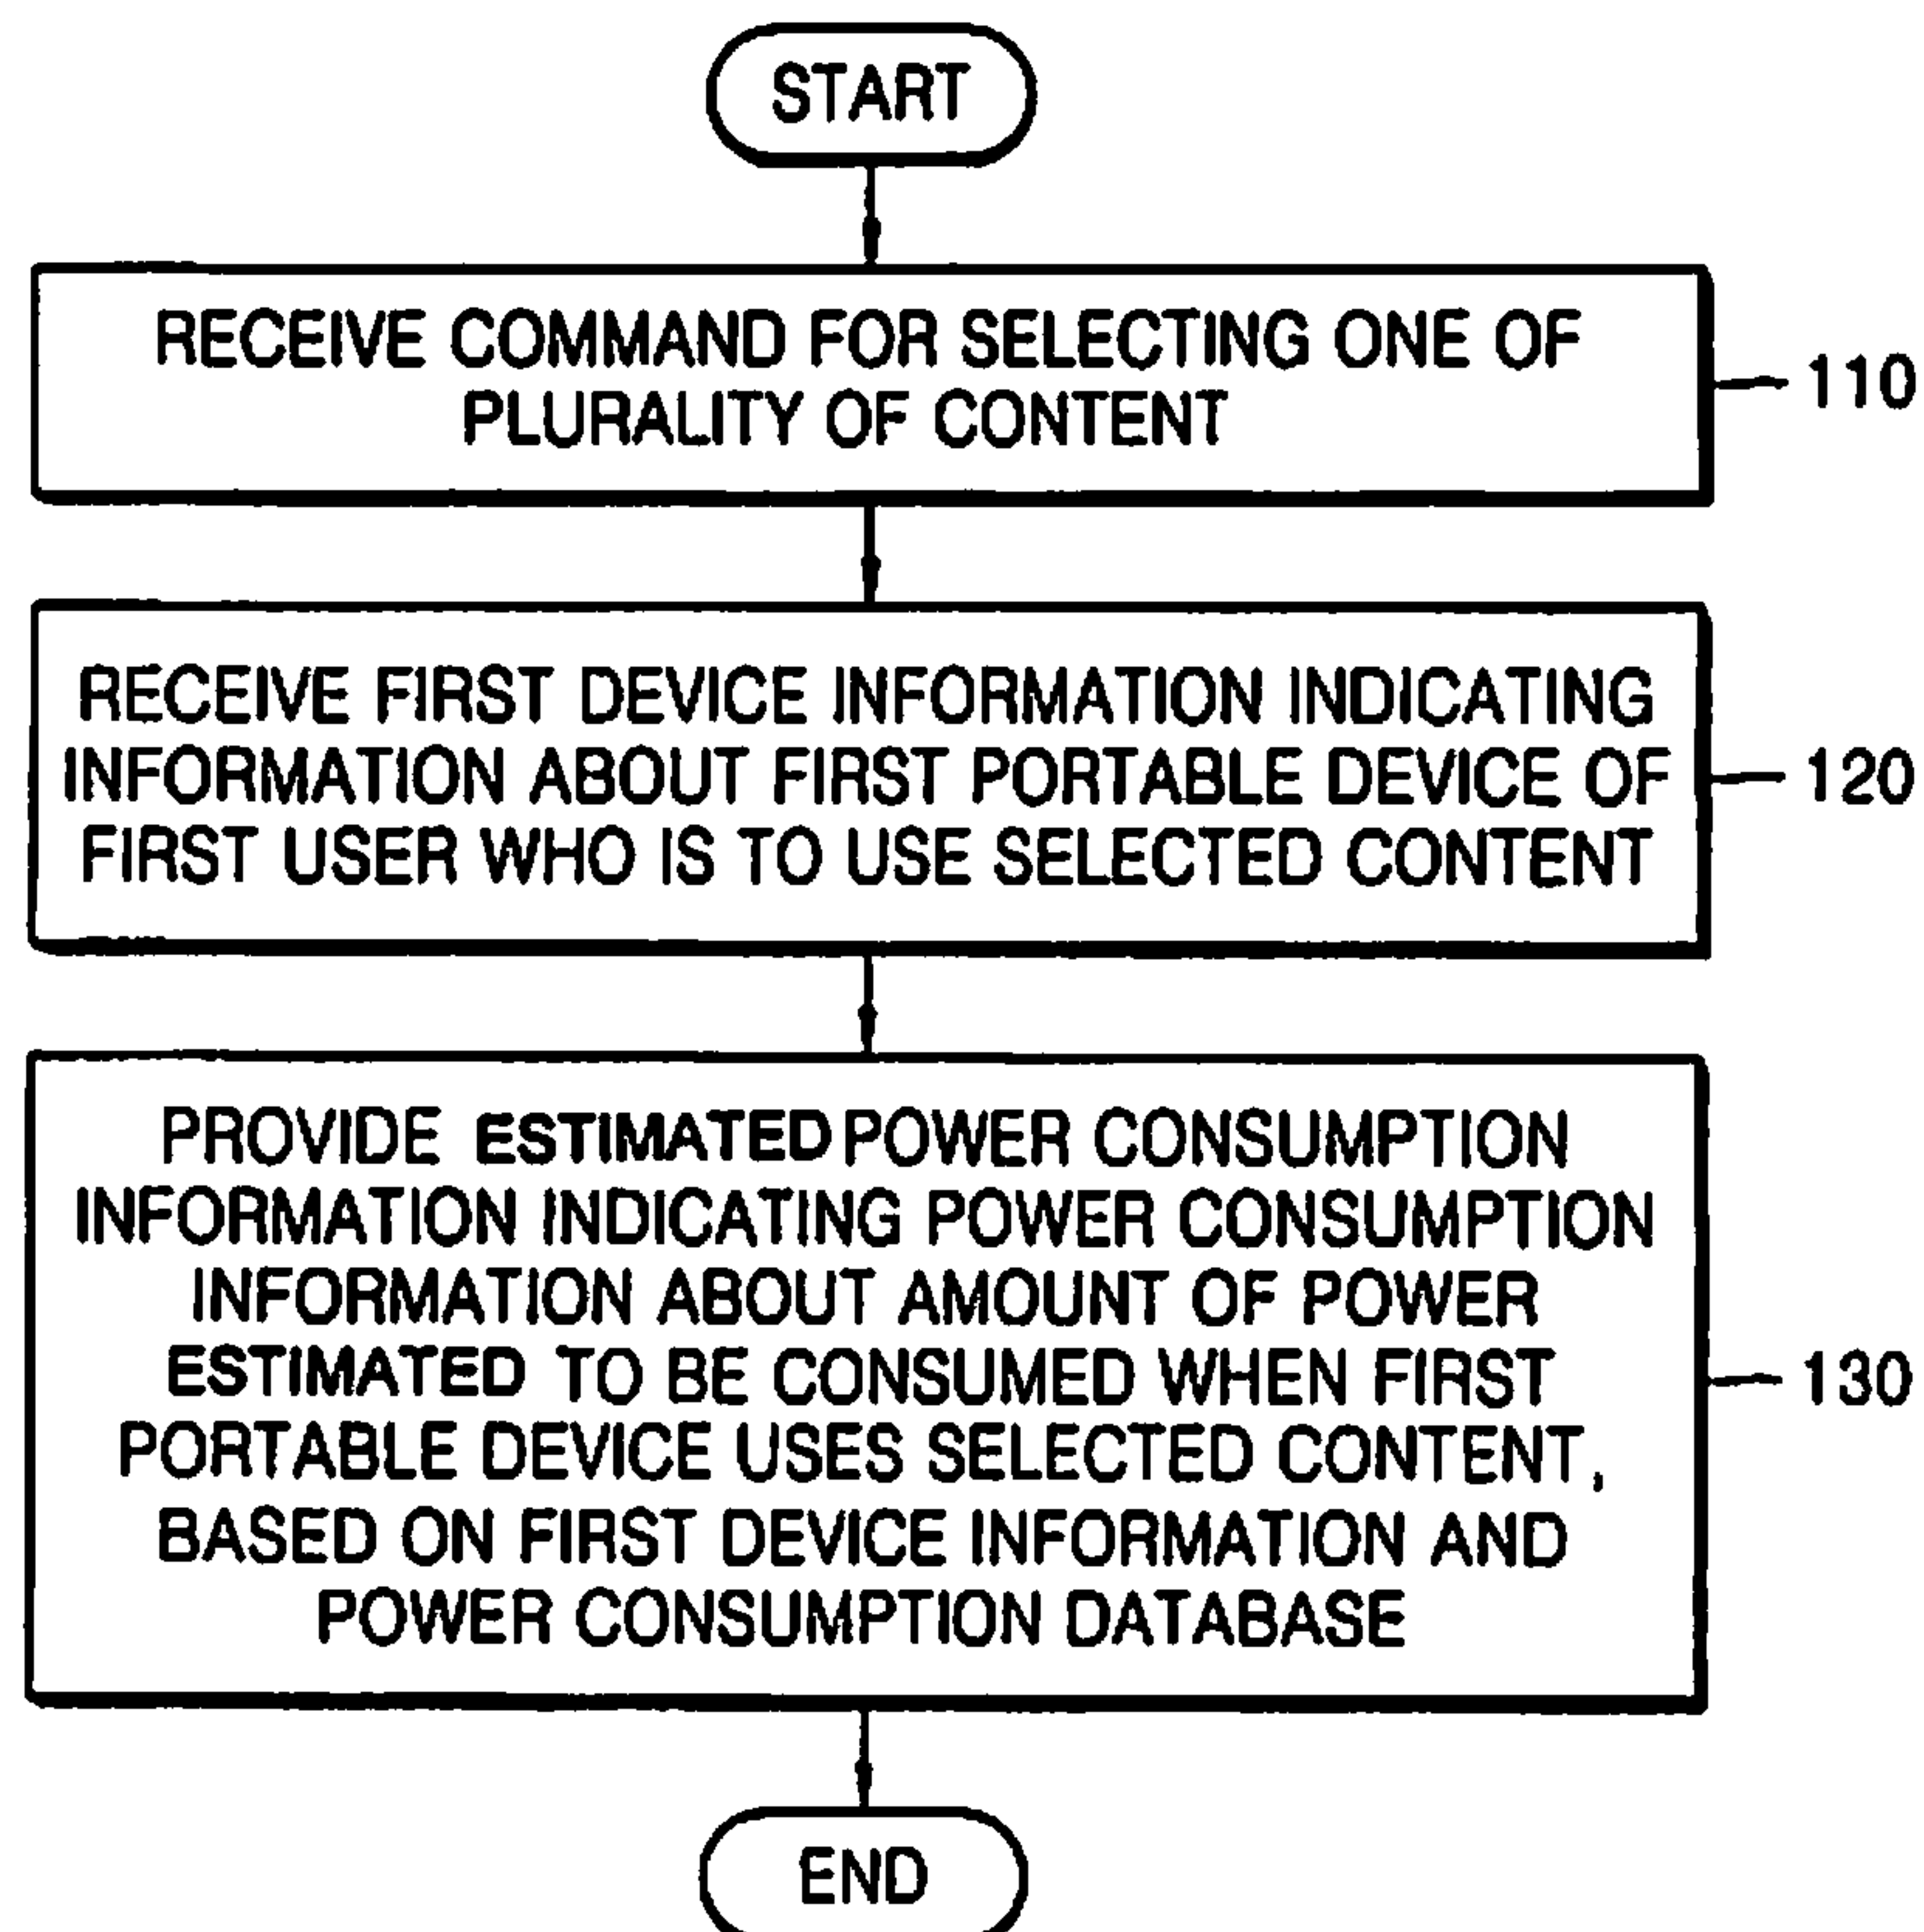 START
RECEIVE COMMAND FOR SELECTING ONE OF
PLURALITY OF CONTENT
110
RECEIVE FIRST DEVICE INFORMATION INDICATING
INFORMATION ABOUT FIRST PORTABLE DEVICE OF
FIRST USER WHO IS TO USE SELECTED CONTENT
120
PROVIDE ESTIMATED POWER CONSUMPTION
INFORMATION INDICATING POWER CONSUMPTION
INFORMATION ABOUT AMOUNT OF POWER
ESTIMATED TO BE CONSUMED WHEN FIRST
PORTABLE DEVICE USES SELECTED CONTENT,
BASED ON FIRST DEVICE INFORMATION AND
POWER CONSUMPTION DATABASE
130
END